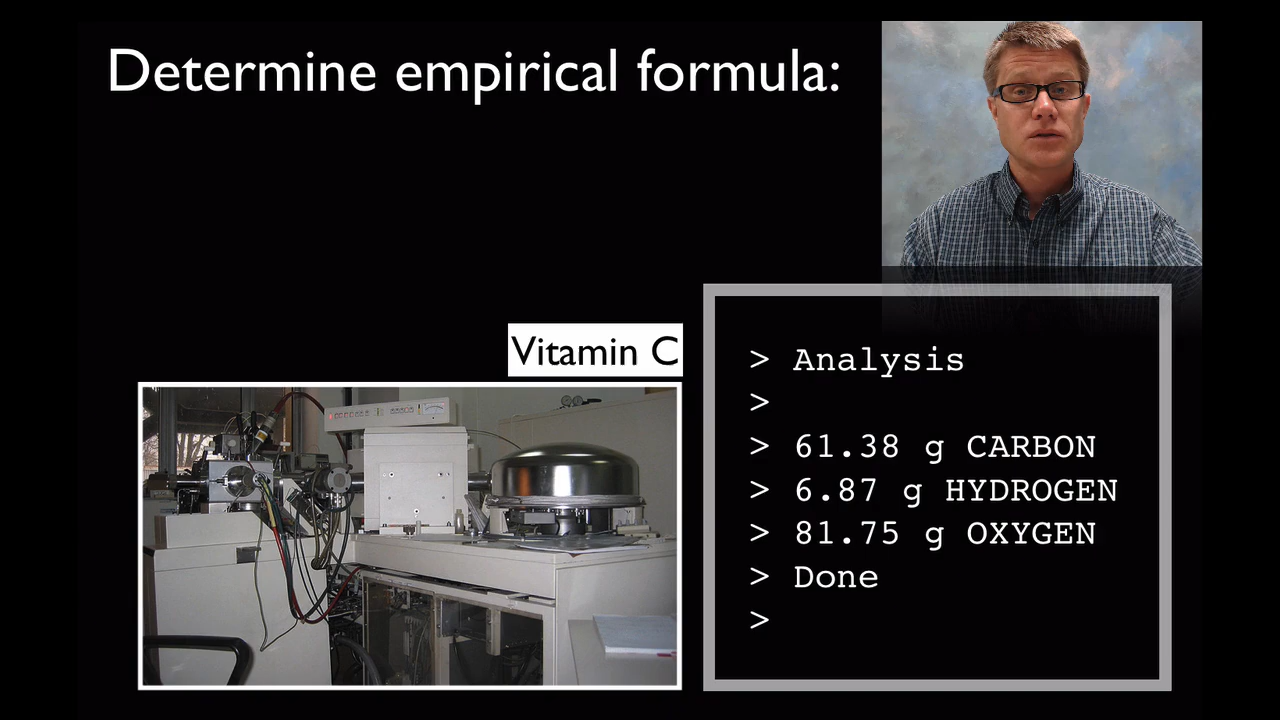 Determine empirical formula:
Vitamin C
> Analysis
>
> 61.38 g CARBON
> 6.87 g HYDROGEN
> 81.75 g OXYGEN
> Done
>